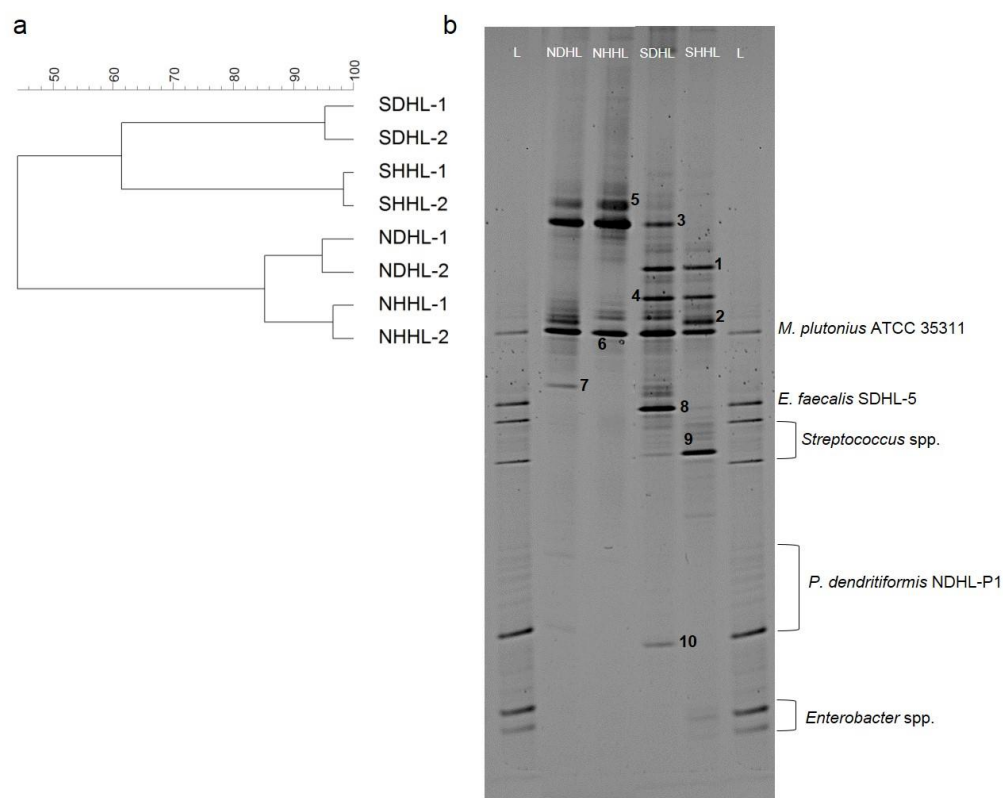 a
50 60 70 80 90 100
SDHL-1
SDHL-2
SHHL-1
SHHL-2
NDHL-1
NDHL-2
NHHL-1
NHHL-2
b
L NDHL NHHL SDHL SHHL L
5
3
1
4
2
6
7
8
9
10
M. plutonius ATCC 35311
E. faecalis SDHL-5
Streptococcus spp.
P. dendritiformis NDHL-P1
Enterobacter spp.